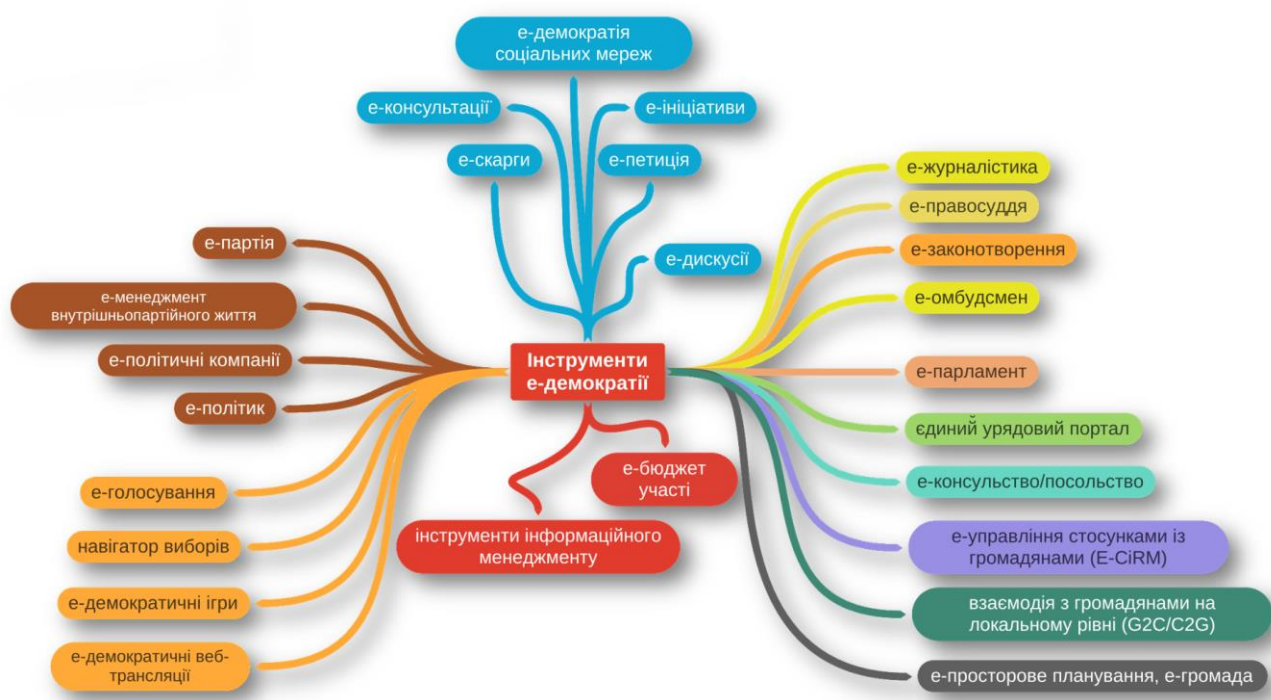 е-демократія
соціальних мереж
е-консультації
е-ініціативи
е-скарги
е-петиція
е-дискусії
е-партія
е-менеджмент
внутрішньопартійного життя
е-політичні компанії
е-політик
Інструменти
е-демократії
е-голосування
навігатор виборів
е-демократичні ігри
е-демократичні веб-
трансляції
інструменти інформаційного
менеджменту
е-бюджет
участі
е-журналістика
е-правосуддя
е-законотворення
е-омбудсмен
е-парламент
єдиний урядовий портал
е-консульство/посольство
е-управління стосунками із
громадянами (E-CiRM)
взаємодія з громадянами на
локальному рівні (G2C/C2G)
е-просторове планування, е-громада